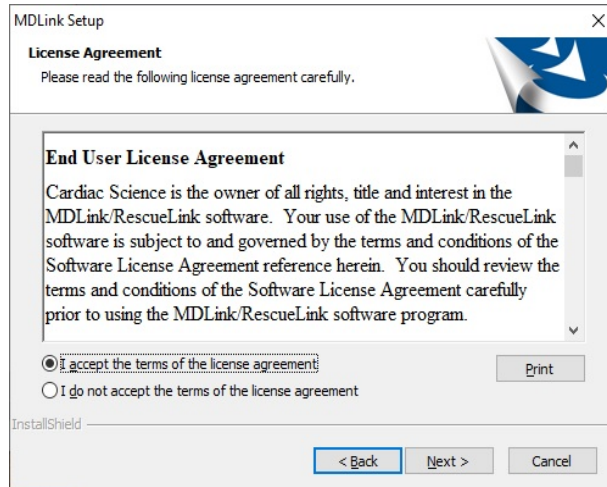 MDLink Setup
License Agreement
Please read the following license agreement carefully.
End User License Agreement
Cardiac Science is the owner of all rights, title and interest in the
MDLink/RescueLink software. Your use of the MDLink/RescueLink
software is subject to and governed by the terms and conditions of the
Software License Agreement reference herein. You should review the
terms and conditions of the Software License Agreement carefully
prior to using the MDLink/RescueLink software program.
I accept the terms of the license agreement
Print
I do not accept the terms of the license agreement
InstallShield
< Back
Next >
Cancel